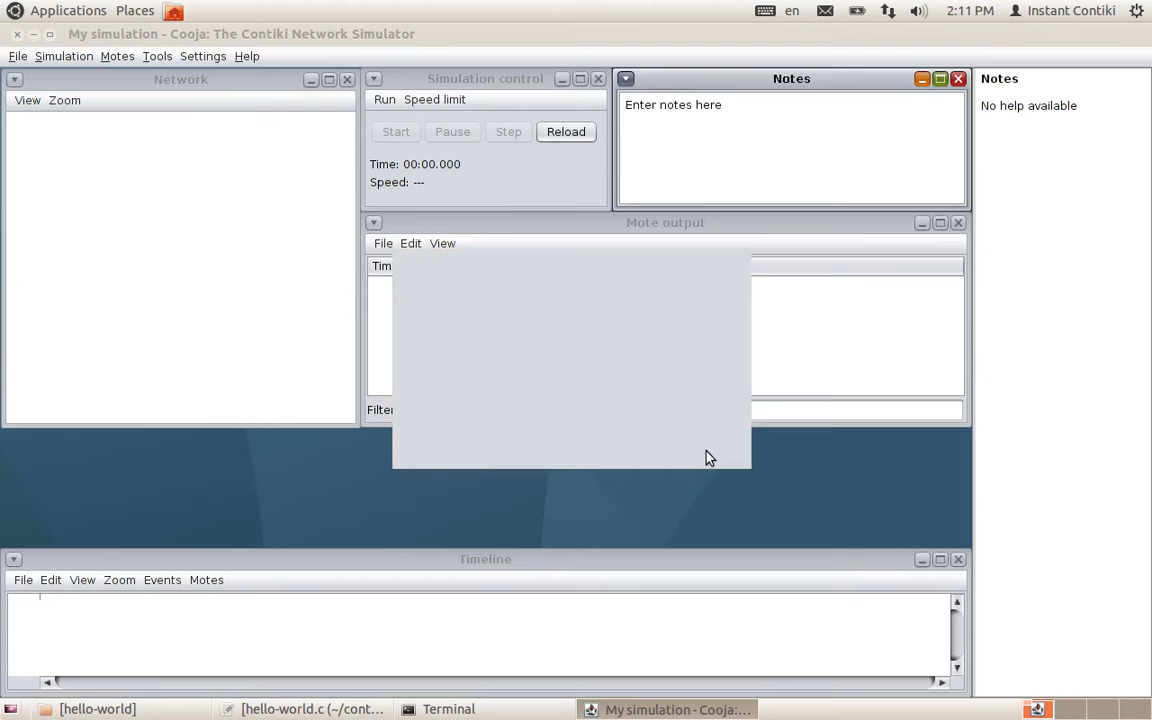 Applications Places en 2:11 PM Instant Contiki
My simulation - Cooja: The Contiki Network Simulator
File Simulation Motes Tools Settings Help
Network
View Zoom
Simulation control
Run Speed limit
Start Pause Step Reload
Time: 00:00.000
Speed: ---
Notes
Enter notes here
Notes
No help available
Mote output
File Edit View
Tim
Filter
Timeline
File Edit View Zoom Events Motes
[hello-world] [hello-world.c (~/cont... Terminal My simulation - Cooja:...